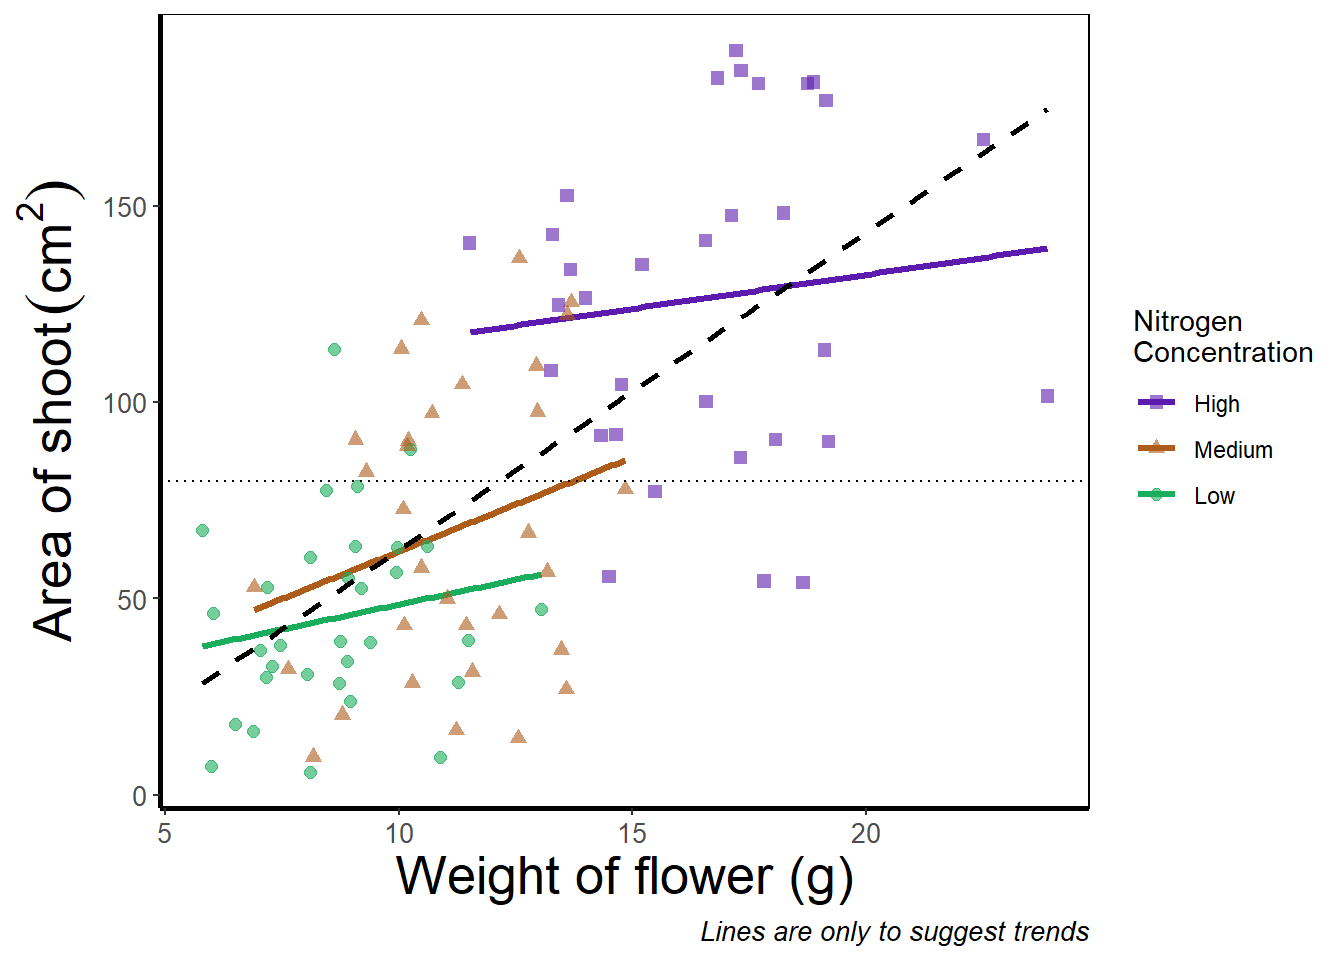 Area of shoot(cm²)
150
100
50
0
5 10 15 20
Weight of flower (g)
Lines are only to suggest trends
Nitrogen
Concentration
High
Medium
Low